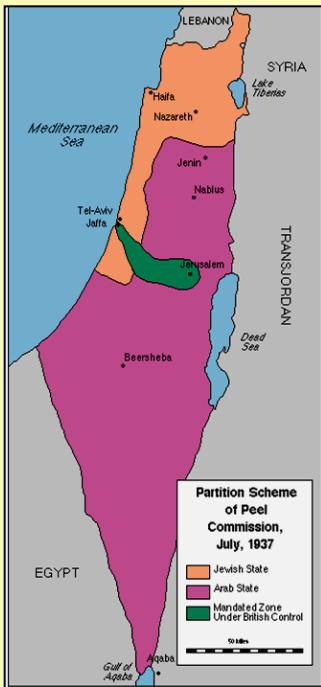 LEBANON
SYRIA
Haifa
Lake
Tiberias
Nazareth
Mediterranean
Sea
Jenin
Nablus
Tel-Aviv
Jaffa
Jerusalem
TRANSJORDAN
Dead
Sea
Beersheba
Partition Scheme
of Peel
Commission,
July, 1937
Jewish State
Arab State
Mandated Zone
Under British Control
50 Miles
EGYPT
Gulf of
Aqaba
Aqaba